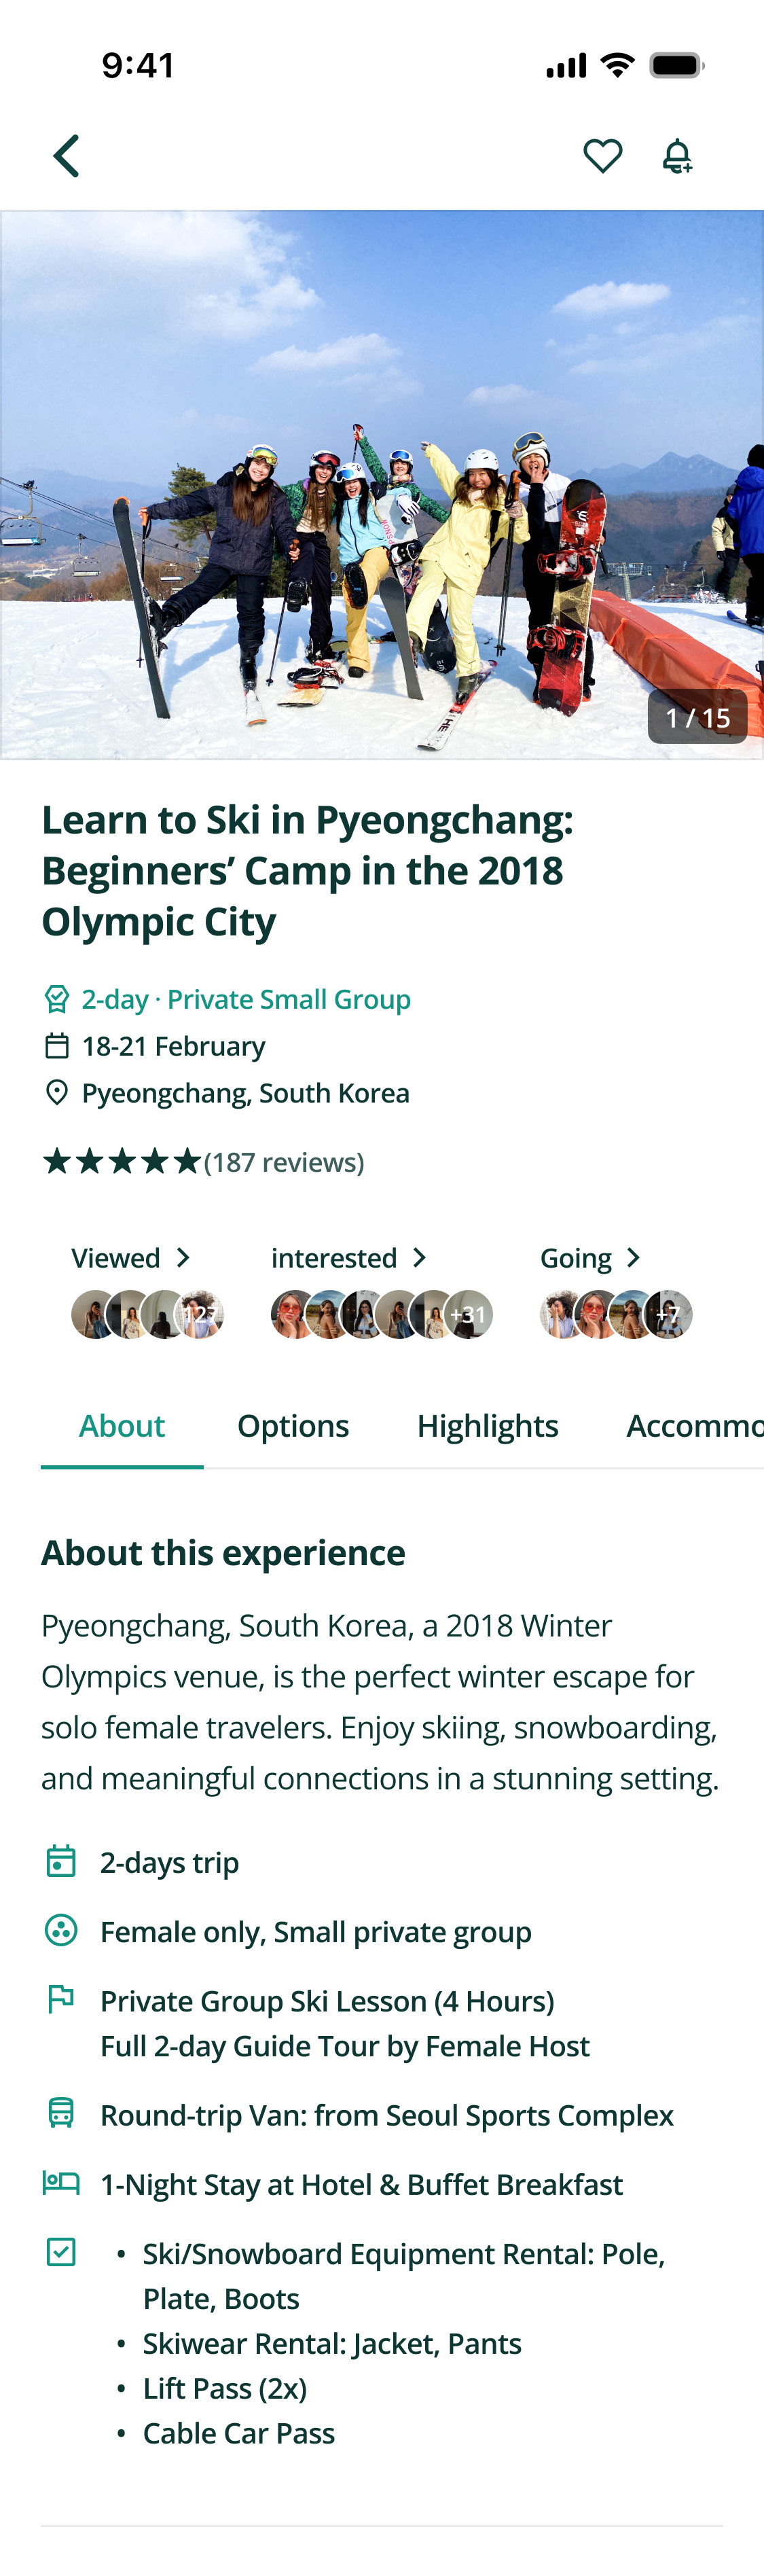 9:41
1 / 15
Learn to Ski in Pyeongchang:
Beginners’ Camp in the 2018
Olympic City
2-day · Private Small Group
18-21 February
Pyeongchang, South Korea
★★★★★(187 reviews)
Viewed
interested
Going
127
+31
+7
About Options Highlights Accommo
About this experience
Pyeongchang, South Korea, a 2018 Winter
Olympics venue, is the perfect winter escape for
solo female travelers. Enjoy skiing, snowboarding,
and meaningful connections in a stunning setting.
2-days trip
Female only, Small private group
Private Group Ski Lesson (4 Hours)
Full 2-day Guide Tour by Female Host
Round-trip Van: from Seoul Sports Complex
1-Night Stay at Hotel & Buffet Breakfast
• Ski/Snowboard Equipment Rental: Pole,
Plate, Boots
• Skiwear Rental: Jacket, Pants
• Lift Pass (2x)
• Cable Car Pass